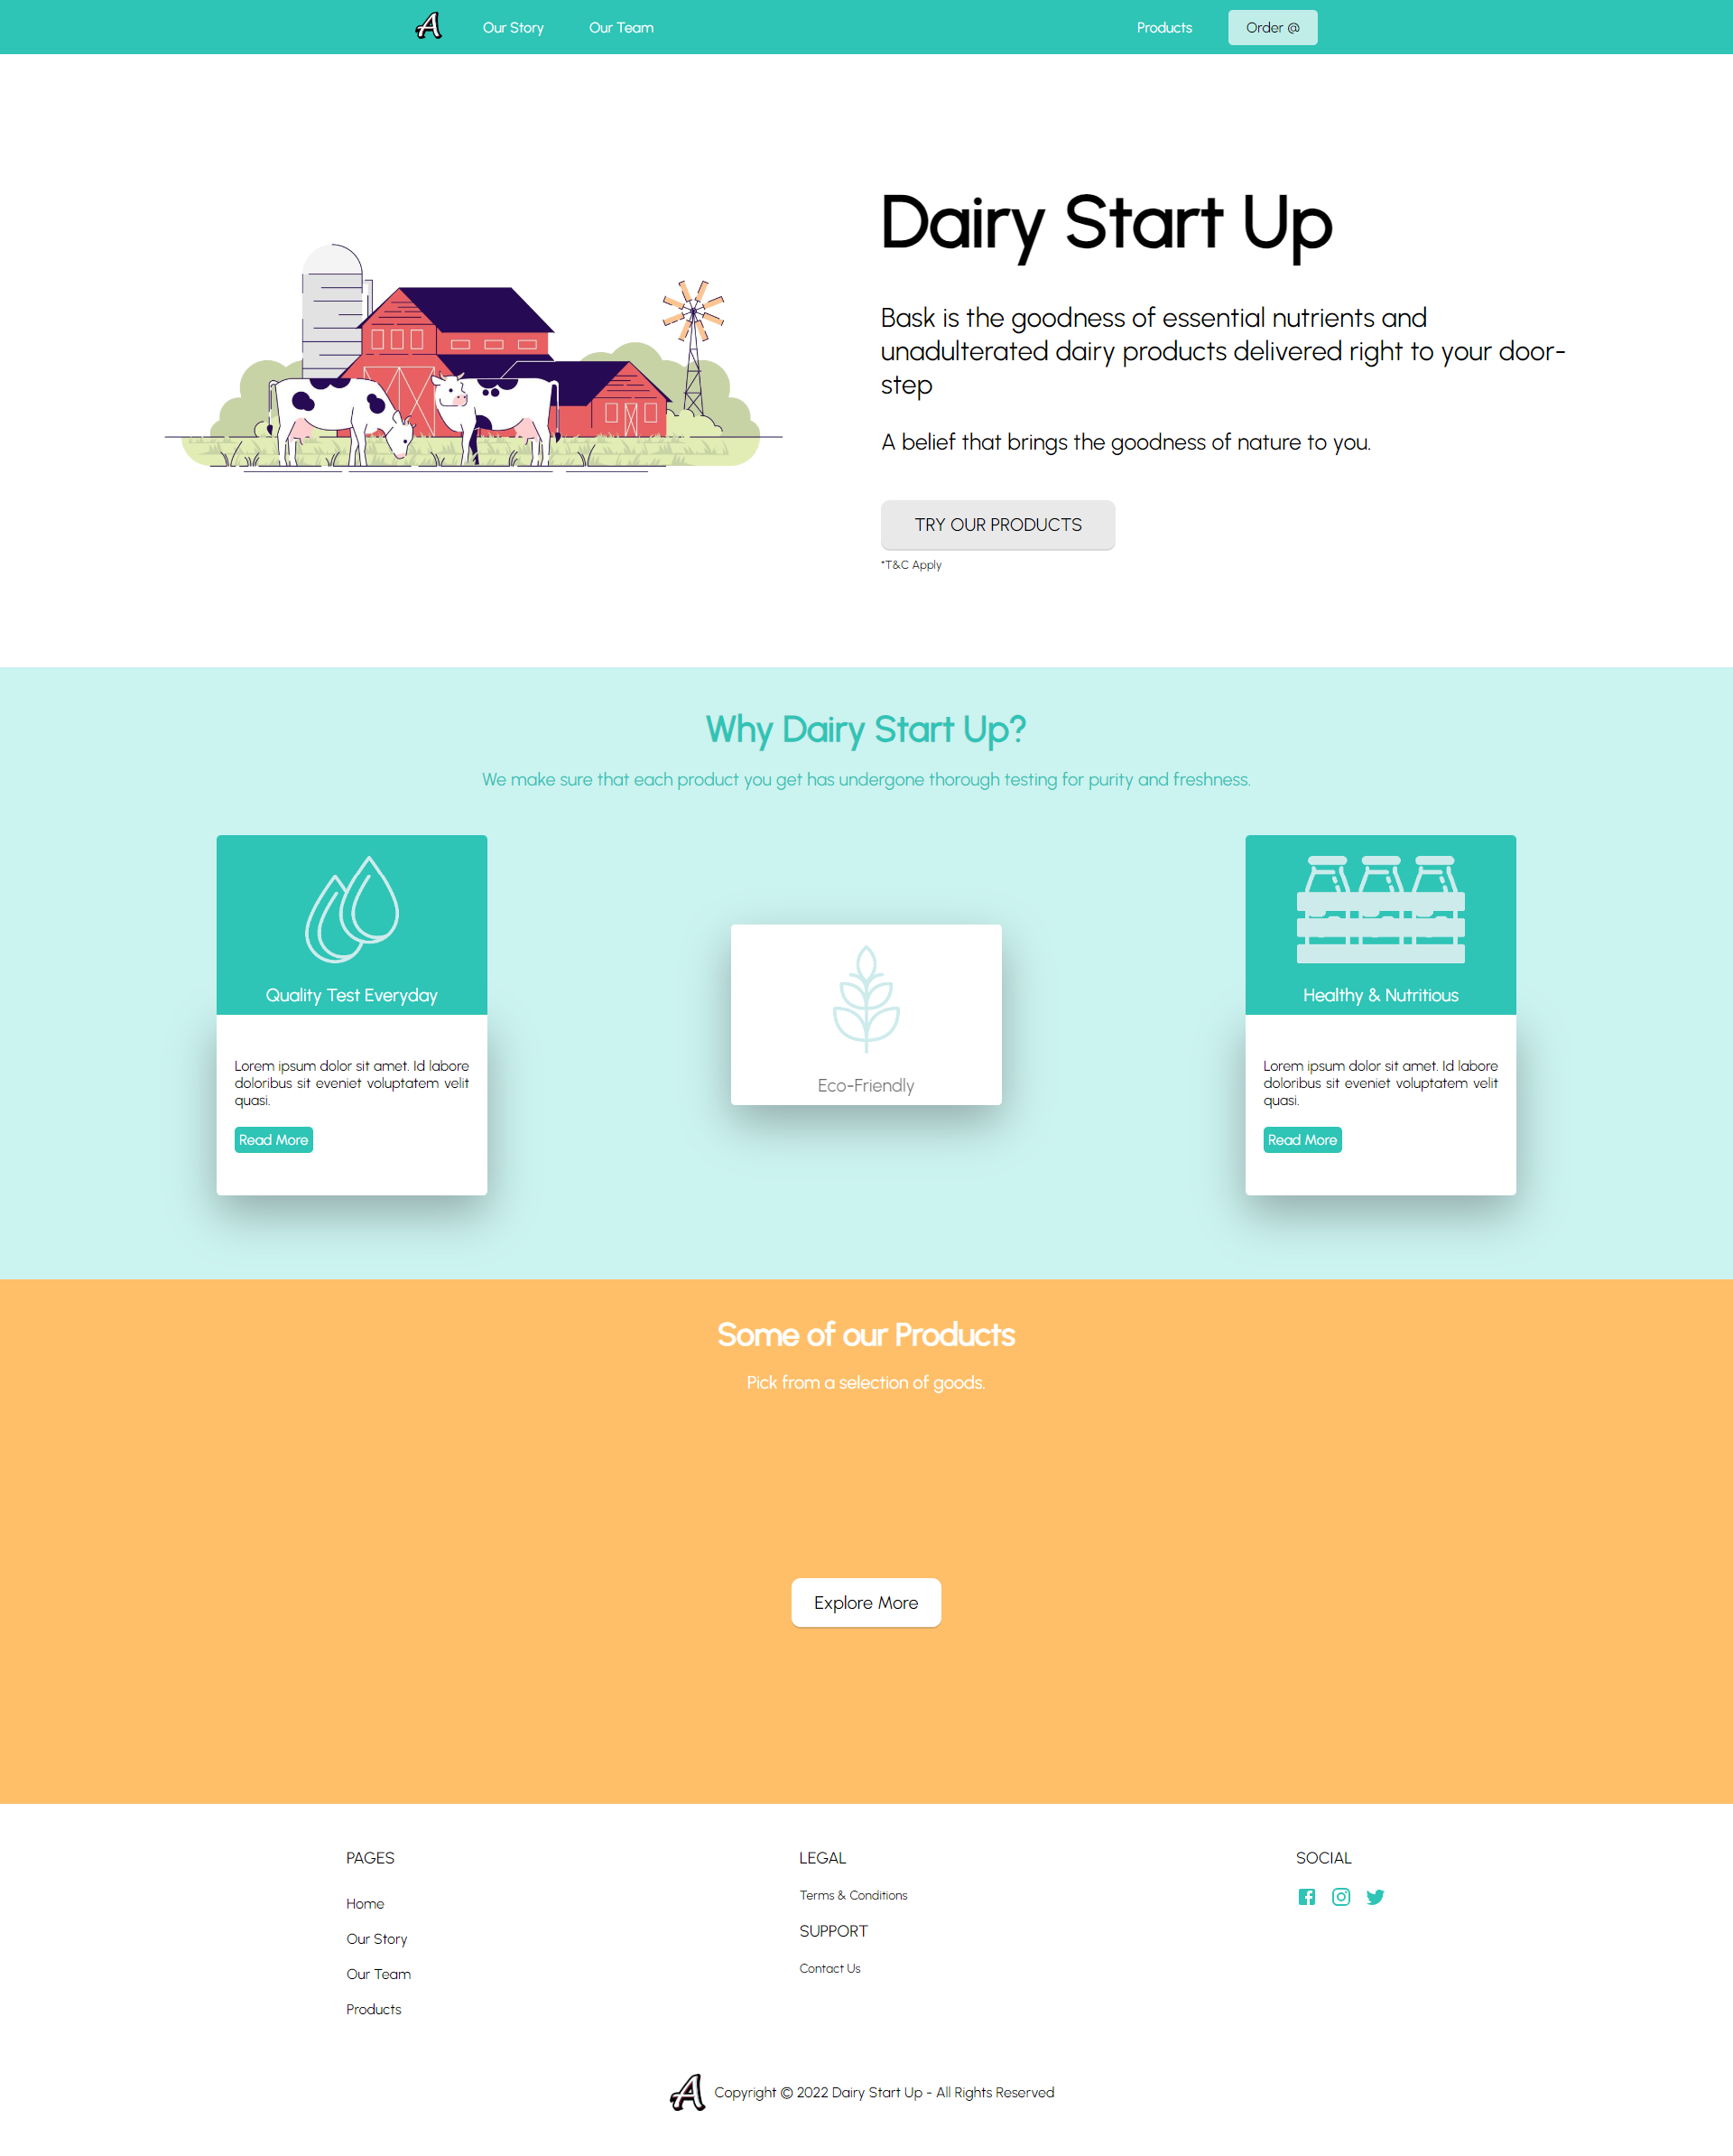 A
Our Story
Our Team
Products
Order @
Dairy Start Up
Bask is the goodness of essential nutrients and
unadulterated dairy products delivered right to your door-
step
A belief that brings the goodness of nature to you.
TRY OUR PRODUCTS
*T&C Apply
Why Dairy Start Up?
We make sure that each product you get has undergone thorough testing for purity and freshness.
Quality Test Everyday
Lorem ipsum dolor sit amet. Id labore
doloribus sit eveniet voluptatem velit
quasi.
Read More
Eco-Friendly
Healthy & Nutritious
Lorem ipsum dolor sit amet. Id labore
doloribus sit eveniet voluptatem velit
quasi.
Read More
Some of our Products
Pick from a selection of goods.
Explore More
PAGES
Home
Our Story
Our Team
Products
LEGAL
Terms & Conditions
SUPPORT
Contact Us
SOCIAL
A
Copyright © 2022 Dairy Start Up - All Rights Reserved